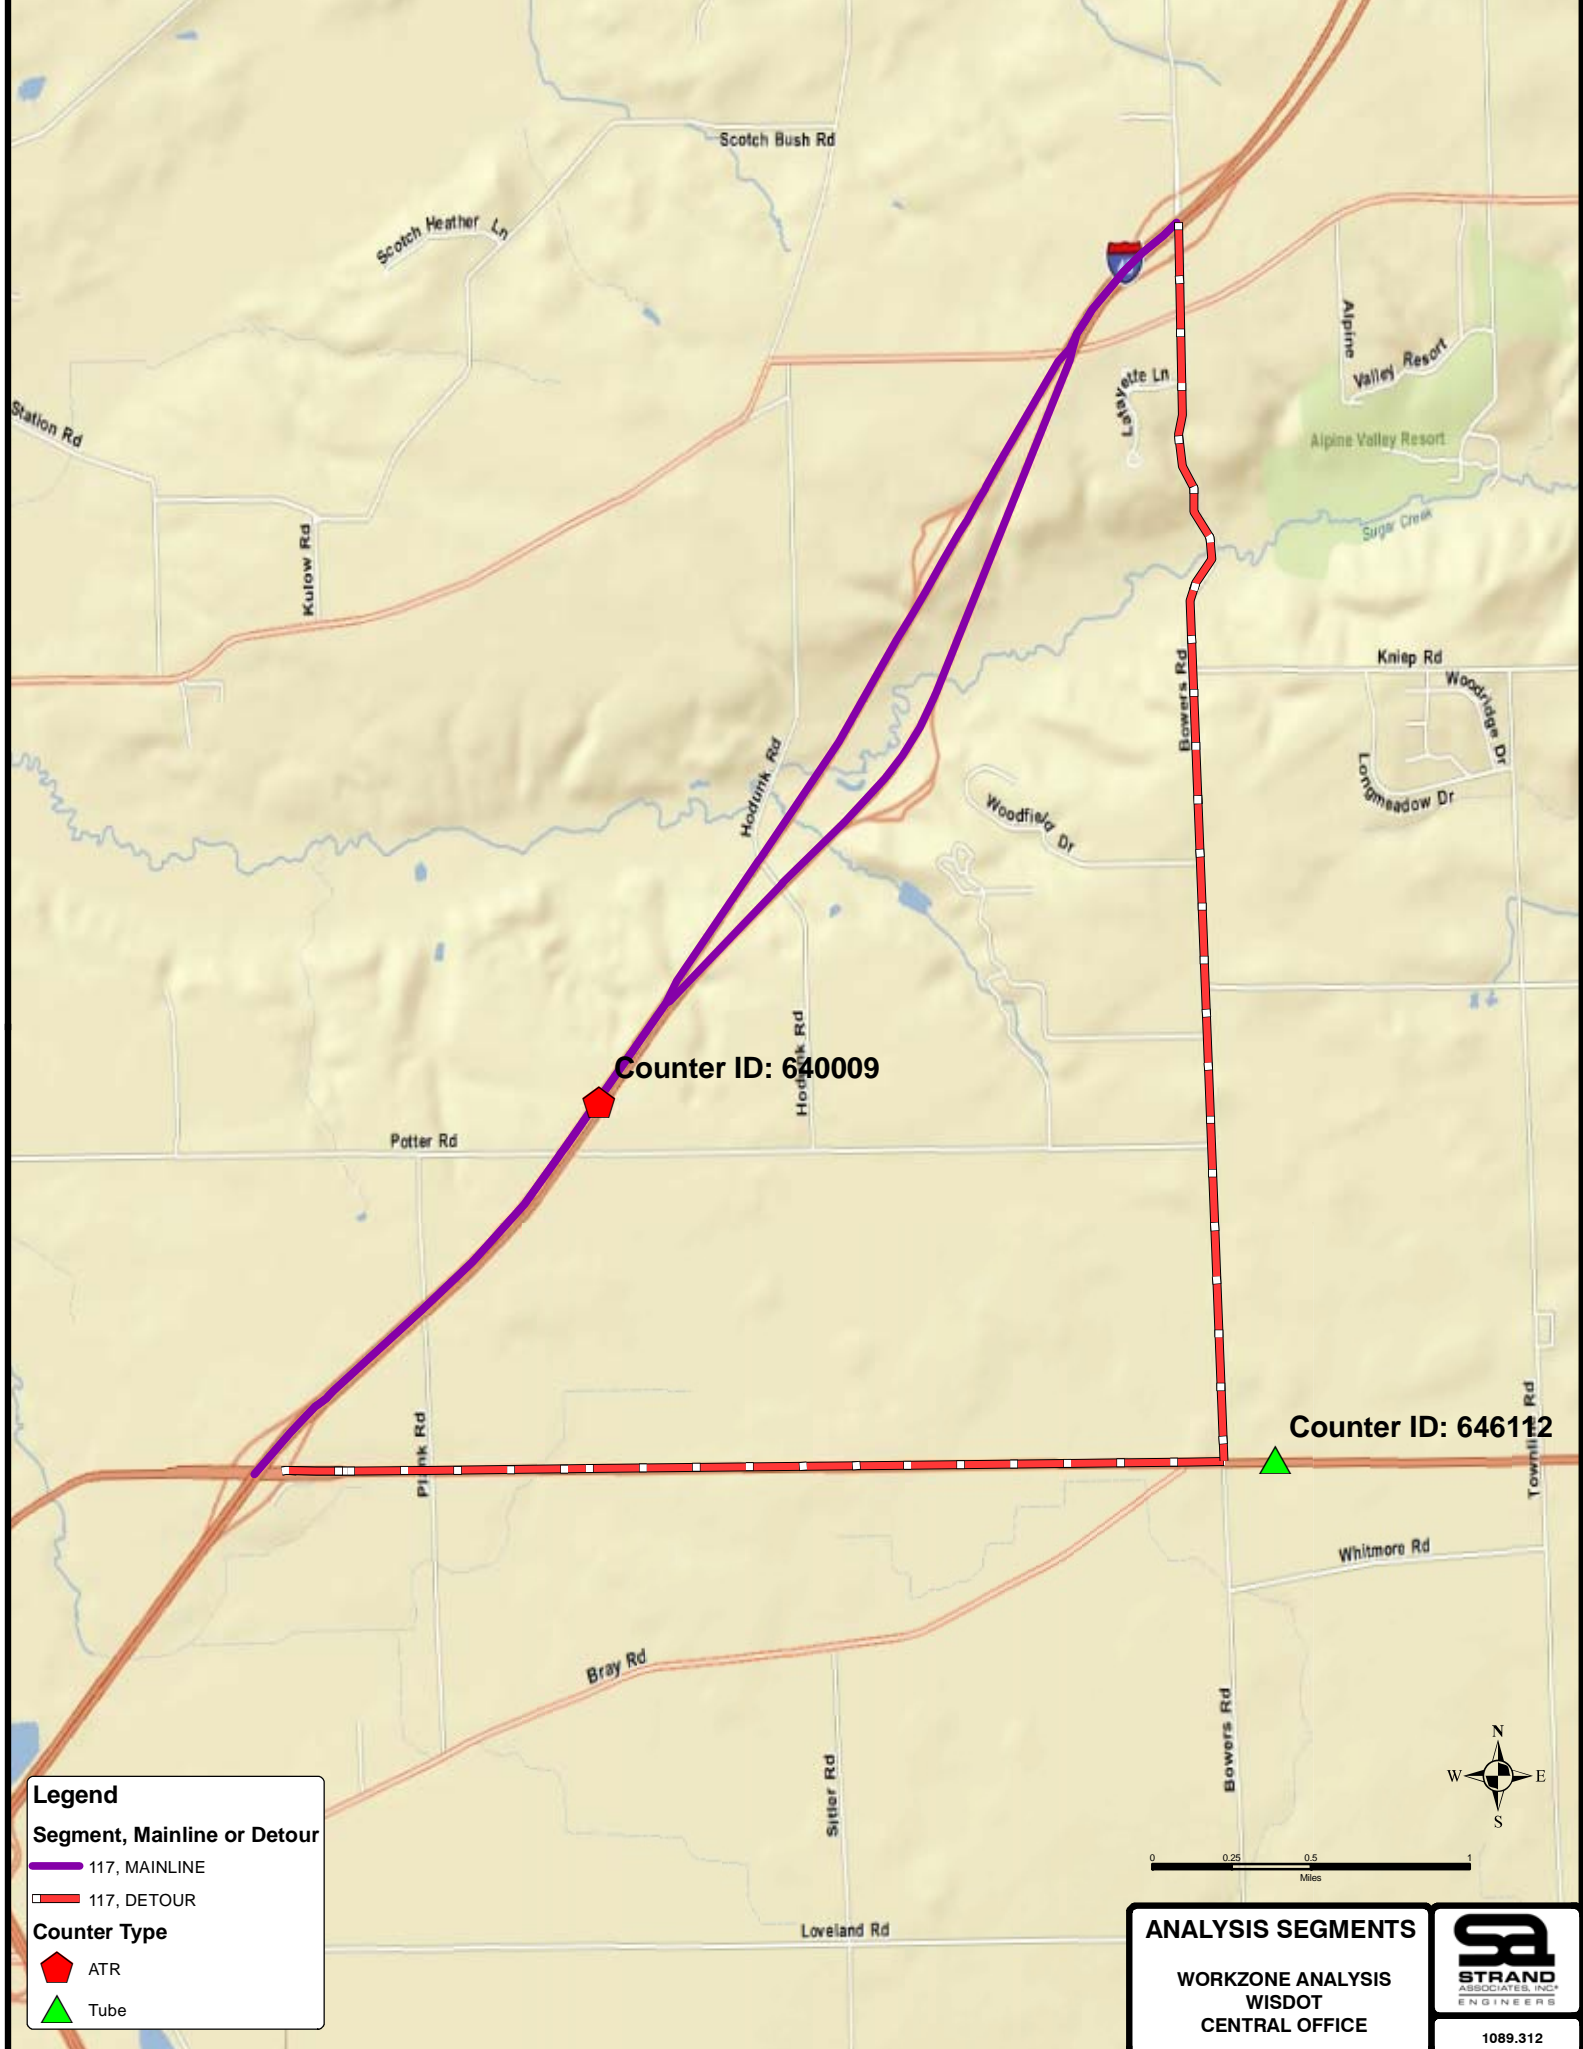 Scotch Bush Rd
Scotch Heather Ln
Alpine
Valley Resort
Lafayette Ln
Station Rd
Alpine Valley Resort
Sugar Creek
Kulow Rd
Kniep Rd
Bowers Rd
Woodridge Dr
Hodunk Rd
Longmeadow Dr
Woodfield Dr
Hodunk Rd
Counter ID: 640009
Potter Rd
Plank Rd
Counter ID: 646112
Townline Rd
Whitmore Rd
Bray Rd
Bowers Rd
Sitler Rd
N
W E
S
Legend
Segment, Mainline or Detour
117, MAINLINE
117, DETOUR
Counter Type
ATR
Tube
0 0.25 0.5 1
Miles
Loveland Rd
ANALYSIS SEGMENTS
WORKZONE ANALYSIS
WISDOT
CENTRAL OFFICE
sa
STRAND
ASSOCIATES, INC®
ENGINEERS
1089.312